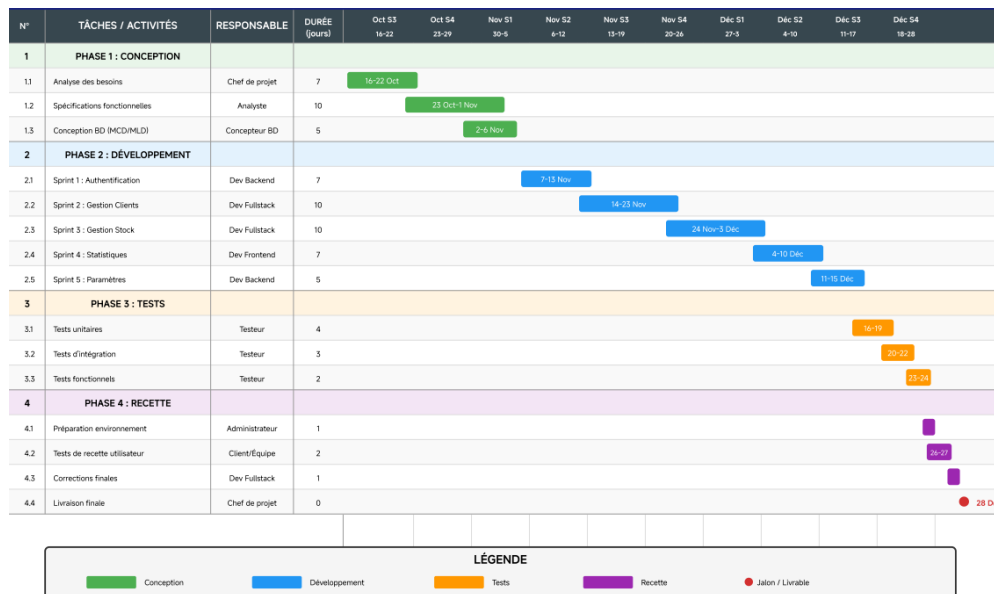 N° TÂCHES / ACTIVITÉS RESPONSABLE DURÉE (jours) Oct S3 16-22 Oct S4 23-29 Nov S1 30-5 Nov S2 6-12 Nov S3 13-19 Nov S4 20-26 Déc S1 27-3 Déc S2 4-10 Déc S3 11-17 Déc S4 18-28
1 PHASE 1 : CONCEPTION
1.1 Analyse des besoins Chef de projet 7 16-22 Oct
1.2 Spécifications fonctionnelles Analyste 10 23 Oct-1 Nov
1.3 Conception BD (MCD/MLD) Concepteur BD 5 2-6 Nov
2 PHASE 2 : DÉVELOPPEMENT
2.1 Sprint 1 : Authentification Dev Backend 7 7-13 Nov
2.2 Sprint 2 : Gestion Clients Dev Fullstack 10 14-23 Nov
2.3 Sprint 3 : Gestion Stock Dev Fullstack 10 24 Nov-3 Déc
2.4 Sprint 4 : Statistiques Dev Frontend 7 4-10 Déc
2.5 Sprint 5 : Paramètres Dev Backend 5 11-15 Déc
3 PHASE 3 : TESTS
3.1 Tests unitaires Testeur 4 16-19
3.2 Tests d'intégration Testeur 3 20-22
3.3 Tests fonctionnels Testeur 2 23-24
4 PHASE 4 : RECETTE
4.1 Préparation environnement Administrateur 1
4.2 Tests de recette utilisateur Client/Équipe 2 26-27
4.3 Corrections finales Dev Fullstack 1
4.4 Livraison finale Chef de projet 0 28 D
LÉGENDE
Conception Développement Tests Recette Jalon / Livrable